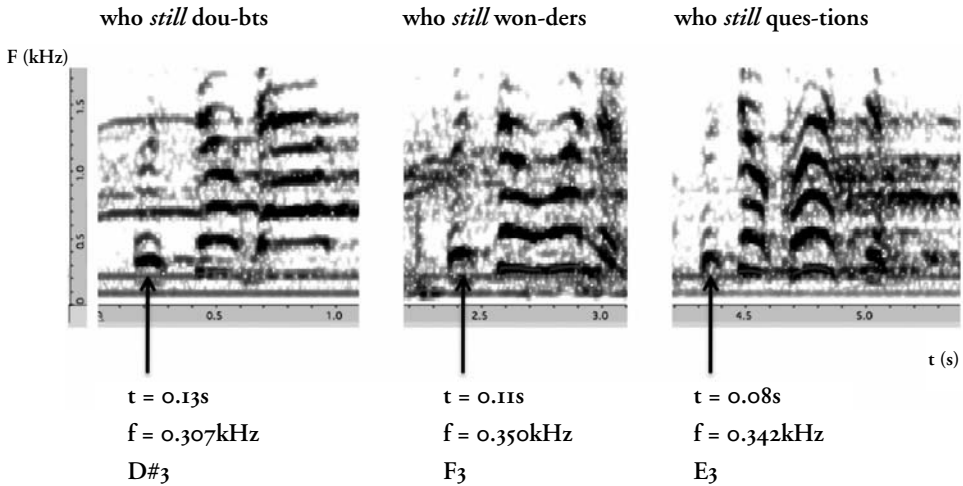 who still dou-bts who still won-ders who still ques-tions
F (kHz)
1.5
1.0
0.5
0
0.5 1.0 2.5 3.0 4.5 5.0
t (s)
t = 0.13s t = 0.11s t = 0.08s
f = 0.307kHz f = 0.350kHz f = 0.342kHz
D#3 F3 E3